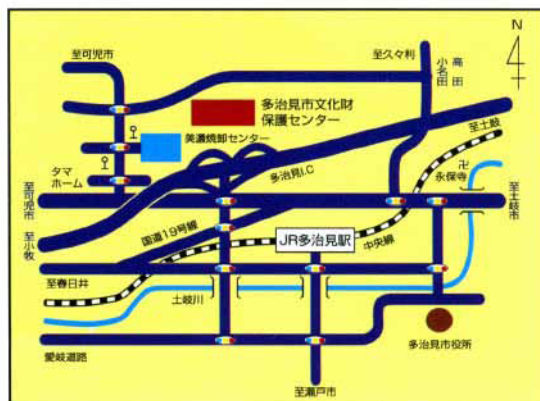 N
至可児市
至久々利
高田
小名田
多治見市文化財
保護センター
至土岐
美濃焼卸センター
タマ
ホーム
多治見I.C
卍
永保寺
至可児市
至土岐市
至小牧
国道19号線
JR多治見駅
中央線
至春日井
土岐川
愛岐道路
多治見市役所
至瀬戸市